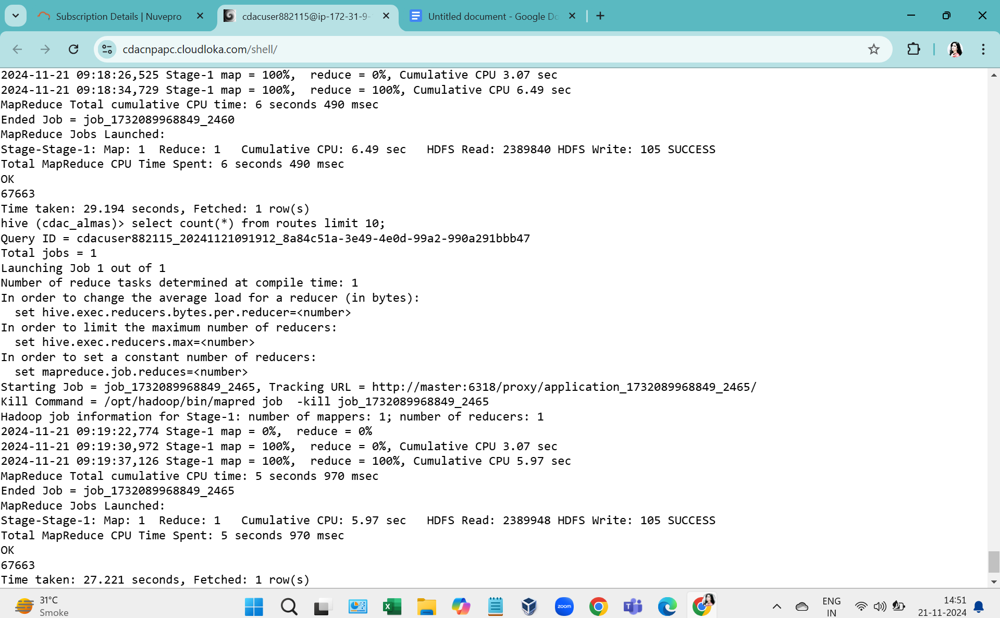 Subscription Details | Nuvepro
cdacuser882115@ip-172-31-9-
Untitled document - Google Do
cdacnpapc.cloudloka.com/shell/
2024-11-21 09:18:26,525 Stage-1 map = 100%,  reduce = 0%, Cumulative CPU 3.07 sec
2024-11-21 09:18:34,729 Stage-1 map = 100%,  reduce = 100%, Cumulative CPU 6.49 sec
MapReduce Total cumulative CPU time: 6 seconds 490 msec
Ended Job = job_1732089968849_2460
MapReduce Jobs Launched:
Stage-Stage-1: Map: 1  Reduce: 1   Cumulative CPU: 6.49 sec   HDFS Read: 2389840 HDFS Write: 105 SUCCESS
Total MapReduce CPU Time Spent: 6 seconds 490 msec
OK
67663
Time taken: 29.194 seconds, Fetched: 1 row(s)
hive (cdac_almas)> select count(*) from routes limit 10;
Query ID = cdacuser882115_20241121091912_8a84c51a-3e49-4e0d-99a2-990a291bbb47
Total jobs = 1
Launching Job 1 out of 1
Number of reduce tasks determined at compile time: 1
In order to change the average load for a reducer (in bytes):
  set hive.exec.reducers.bytes.per.reducer=<number>
In order to limit the maximum number of reducers:
  set hive.exec.reducers.max=<number>
In order to set a constant number of reducers:
  set mapreduce.job.reduces=<number>
Starting Job = job_1732089968849_2465, Tracking URL = http://master:6318/proxy/application_1732089968849_2465/
Kill Command = /opt/hadoop/bin/mapred job  -kill job_1732089968849_2465
Hadoop job information for Stage-1: number of mappers: 1; number of reducers: 1
2024-11-21 09:19:22,774 Stage-1 map = 0%,  reduce = 0%
2024-11-21 09:19:30,972 Stage-1 map = 100%,  reduce = 0%, Cumulative CPU 3.07 sec
2024-11-21 09:19:37,126 Stage-1 map = 100%,  reduce = 100%, Cumulative CPU 5.97 sec
MapReduce Total cumulative CPU time: 5 seconds 970 msec
Ended Job = job_1732089968849_2465
MapReduce Jobs Launched:
Stage-Stage-1: Map: 1  Reduce: 1   Cumulative CPU: 5.97 sec   HDFS Read: 2389948 HDFS Write: 105 SUCCESS
Total MapReduce CPU Time Spent: 5 seconds 970 msec
OK
67663
Time taken: 27.221 seconds, Fetched: 1 row(s)
31°C
Smoke
zoom
ENG
IN
14:51
21-11-2024